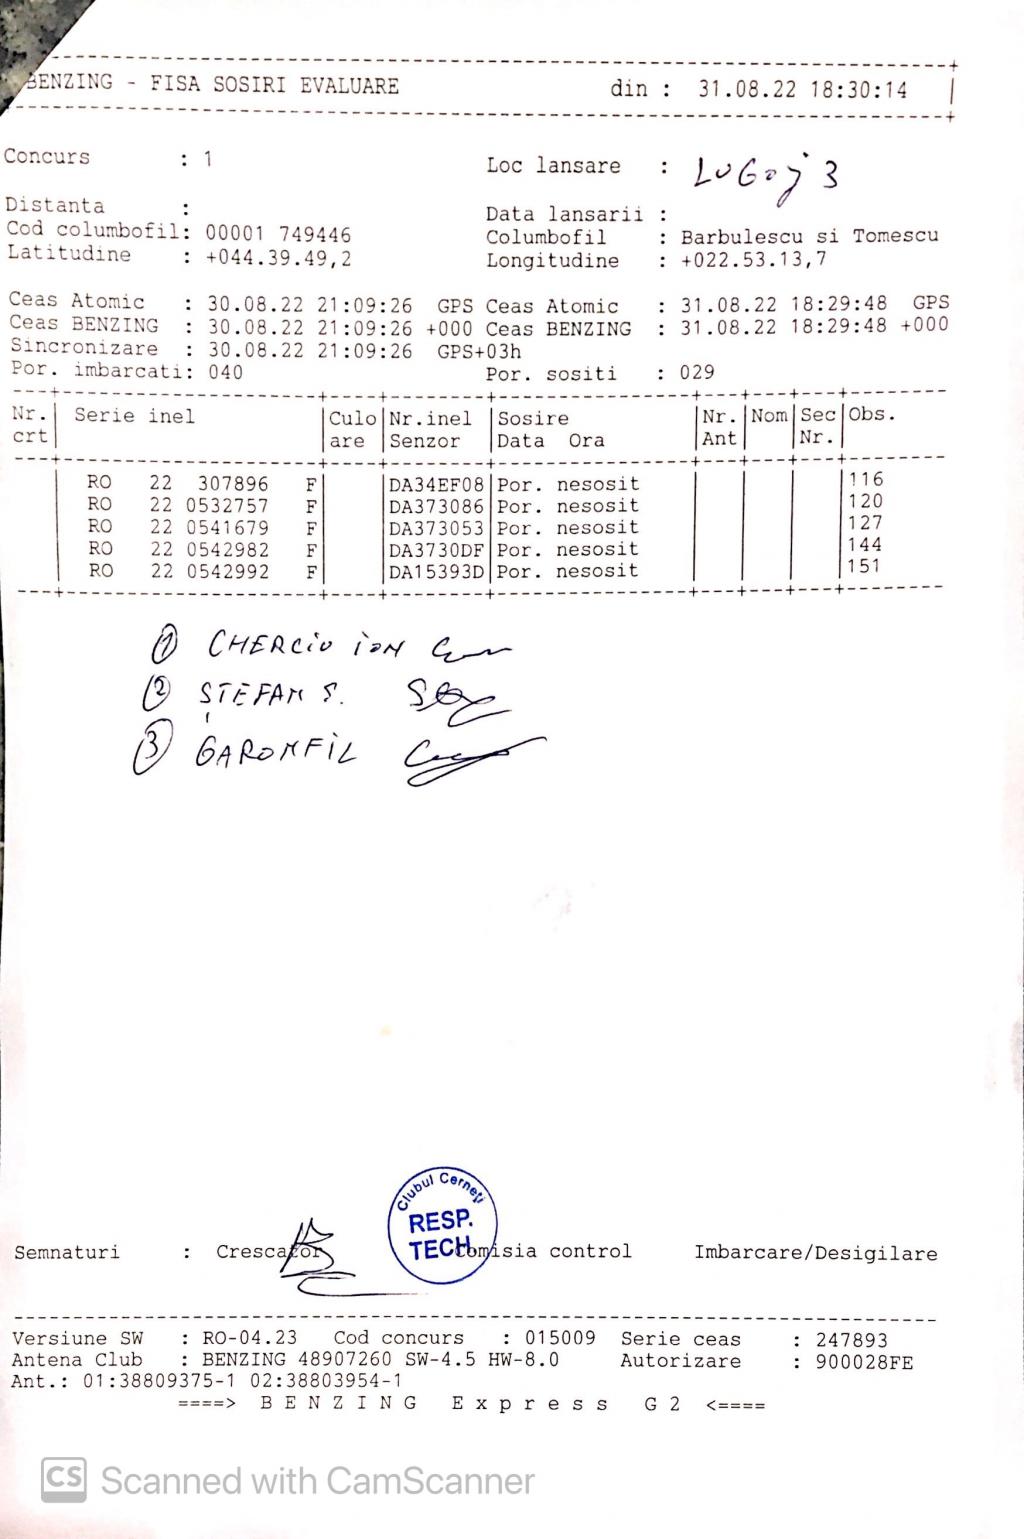 BENZING - FISA SOSIRI EVALUARE din : 31.08.22 18:30:14
Concurs : 1 Loc lansare : LUGOJ 3
Distanta : Data lansarii :
Cod columbofil: 00001 749446 Columbofil : Barbulescu si Tomescu
Latitudine : +044.39.49,2 Longitudine : +022.53.13,7
Ceas Atomic : 30.08.22 21:09:26 GPS Ceas Atomic : 31.08.22 18:29:48 GPS
Ceas BENZING : 30.08.22 21:09:26 +000 Ceas BENZING : 31.08.22 18:29:48 +000
Sincronizare : 30.08.22 21:09:26 GPS+03h
Por. imbarcati: 040 Por. sositi : 029
Nr. Serie inel Culo Nr.inel Sosire Nr. Nom Sec Obs.
crt are Senzor Data Ora Ant Nr.
RO 22 307896 F DA34EF08 Por. nesosit 116
RO 22 0532757 F DA373086 Por. nesosit 120
RO 22 0541679 F DA373053 Por. nesosit 127
RO 22 0542982 F DA3730DF Por. nesosit 144
RO 22 0542992 F DA15393D Por. nesosit 151
1 CHERCIU ION
2 ȘTEFAN S.
3 GAROMFIL
Clubul Cernești
RESP.
TECH.
Semnaturi : Crescator Comisia control Imbarcare/Desigilare
Versiune SW : RO-04.23 Cod concurs : 015009 Serie ceas : 247893
Antena Club : BENZING 48907260 SW-4.5 HW-8.0 Autorizare : 900028FE
Ant.: 01:38809375-1 02:38803954-1
====> B E N Z I N G E x p r e s s G 2 <====
CS Scanned with CamScanner